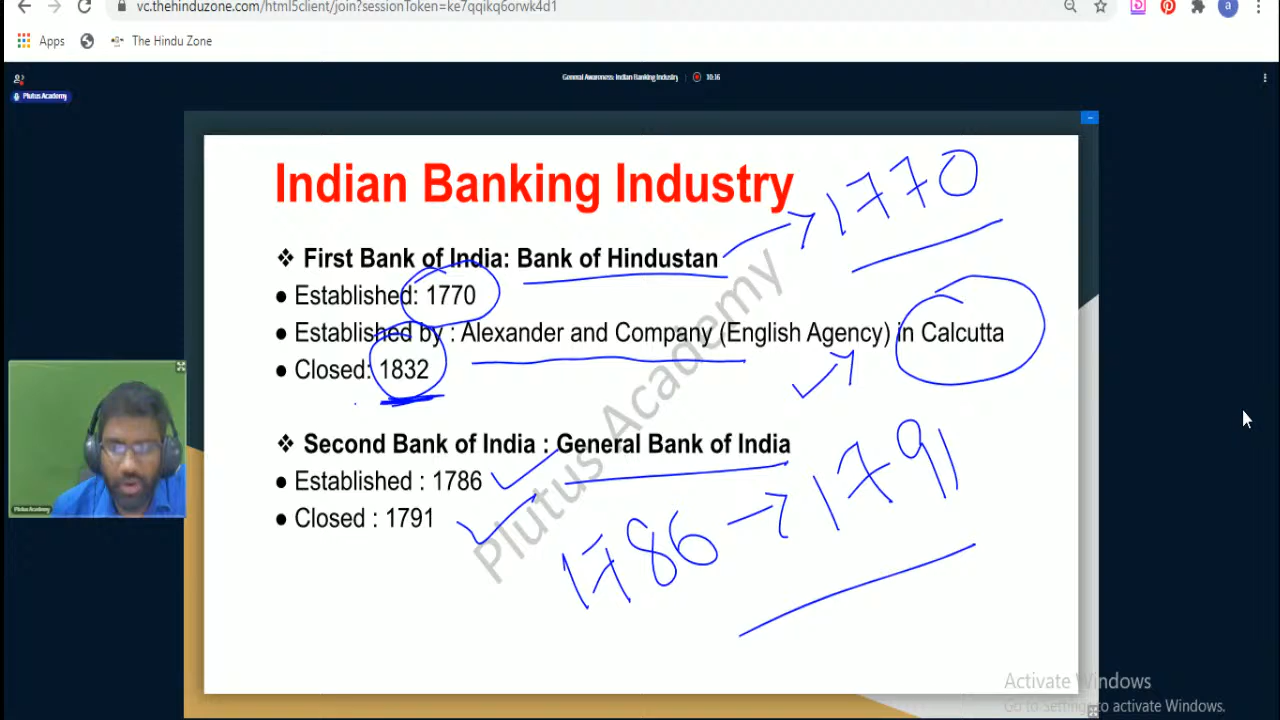 vc.thehinduzone.com/html5client/join?sessionToken=ke7qqikq6orwk4d1
Apps
The Hindu Zone
General Awareness: Indian Banking Industry
30:16
Plutus Academy
Indian Banking Industry
1770
❖ First Bank of India: Bank of Hindustan
● Established: 1770
● Established by : Alexander and Company (English Agency) in Calcutta
● Closed: 1832
❖ Second Bank of India : General Bank of India
● Established : 1786
● Closed : 1791
1786 → 1791
Plutus Academy
Plutus Academy
Activate Windows
Go to Settings to activate Windows.